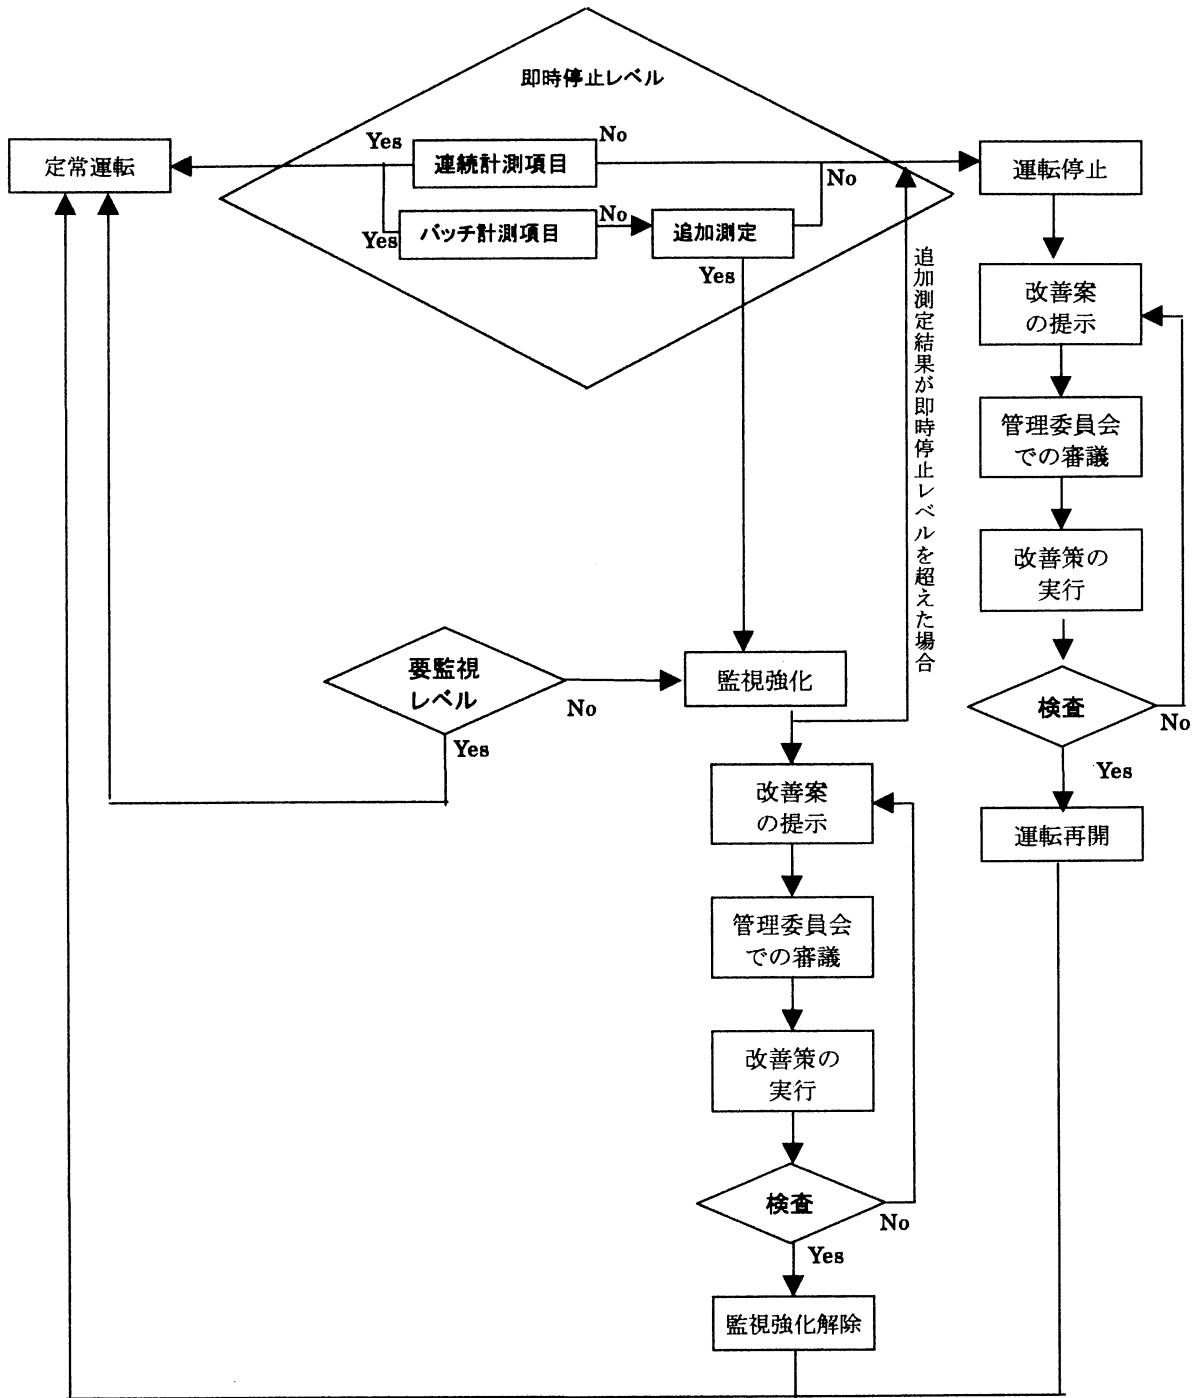 即時停止レベル
定常運転
Yes
連続計測項目
No
運転停止
Yes
バッチ計測項目
No
追加測定
No
Yes
追加測定結果が即時停止レベルを超えた場合
改善案
の提示
管理委員会
での審議
改善策の
実行
検査
No
Yes
運転再開
要監視
レベル
No
Yes
監視強化
改善案
の提示
管理委員会
での審議
改善策の
実行
検査
No
Yes
監視強化解除